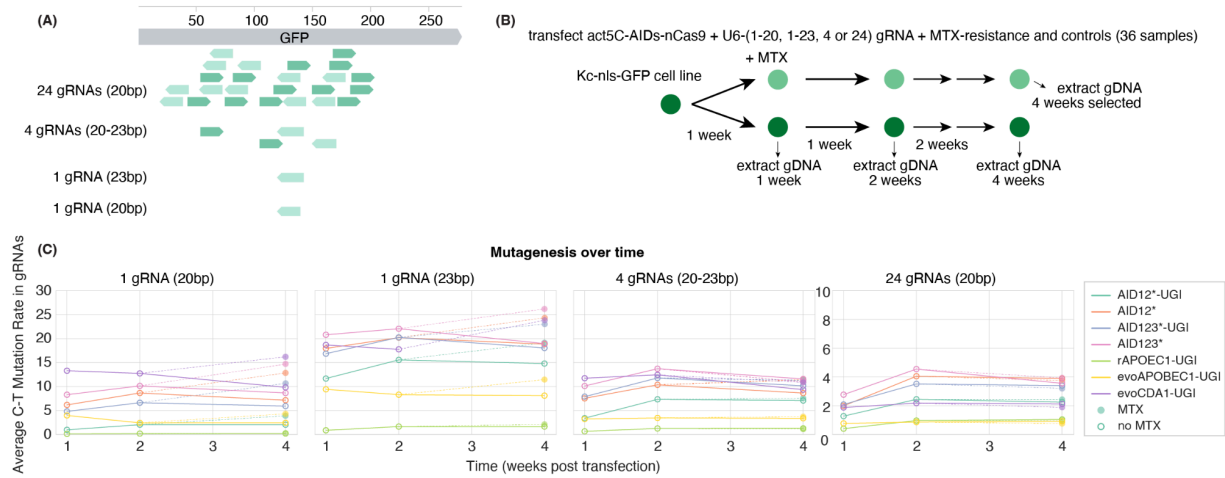 (A)
50 100 150 200 250
GFP
24 gRNAs (20bp)
4 gRNAs (20-23bp)
1 gRNA (23bp)
1 gRNA (20bp)
(B)
transfect act5C-AIDs-nCas9 + U6-(1-20, 1-23, 4 or 24) gRNA + MTX-resistance and controls (36 samples)
+ MTX
Kc-nls-GFP cell line
extract gDNA
4 weeks selected
1 week
1 week
2 weeks
extract gDNA
1 week
extract gDNA
2 weeks
extract gDNA
4 weeks
(C)
Mutagenesis over time
Average C-T Mutation Rate in gRNAs
1 gRNA (20bp)
1 gRNA (23bp)
4 gRNAs (20-23bp)
24 gRNAs (20bp)
30
25
20
15
10
5
0
10
8
6
4
2
0
1 2 3 4
1 2 3 4
1 2 3 4
1 2 3 4
Time (weeks post transfection)
AID12*-UGI
AID12*
AID123*-UGI
AID123*
rAPOEC1-UGI
evoAPOBEC1-UGI
evoCDA1-UGI
MTX
no MTX